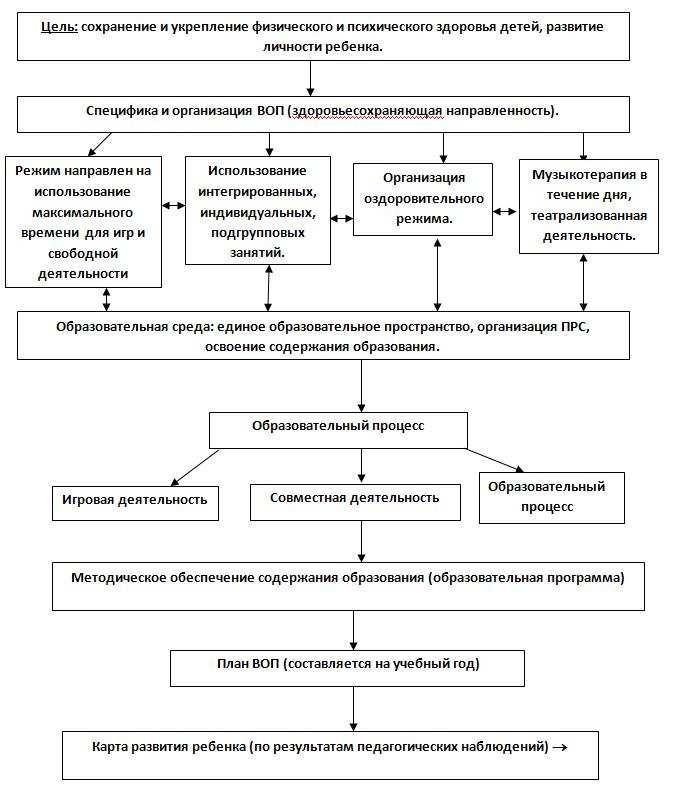 Цель: сохранение и укрепление физического и психического здоровья детей, развитие
личности ребенка.
Специфика и организация ВОП (здоровьесохраняющая направленность).
Режим направлен на
использование
максимального
времени для игр и
свободной
деятельности
Использование
интегрированных,
индивидуальных,
подгрупповых
занятий.
Организация
оздоровительного
режима.
Музыкотерапия в
течение дня,
театрализованная
деятельность.
Образовательная среда: единое образовательное пространство, организация ПРС,
освоение содержания образования.
Образовательный процесс
Игровая деятельность
Совместная деятельность
Образовательный
процесс
Методическое обеспечение содержания образования (образовательная программа)
План ВОП (составляется на учебный год)
Карта развития ребенка (по результатам педагогических наблюдений) →